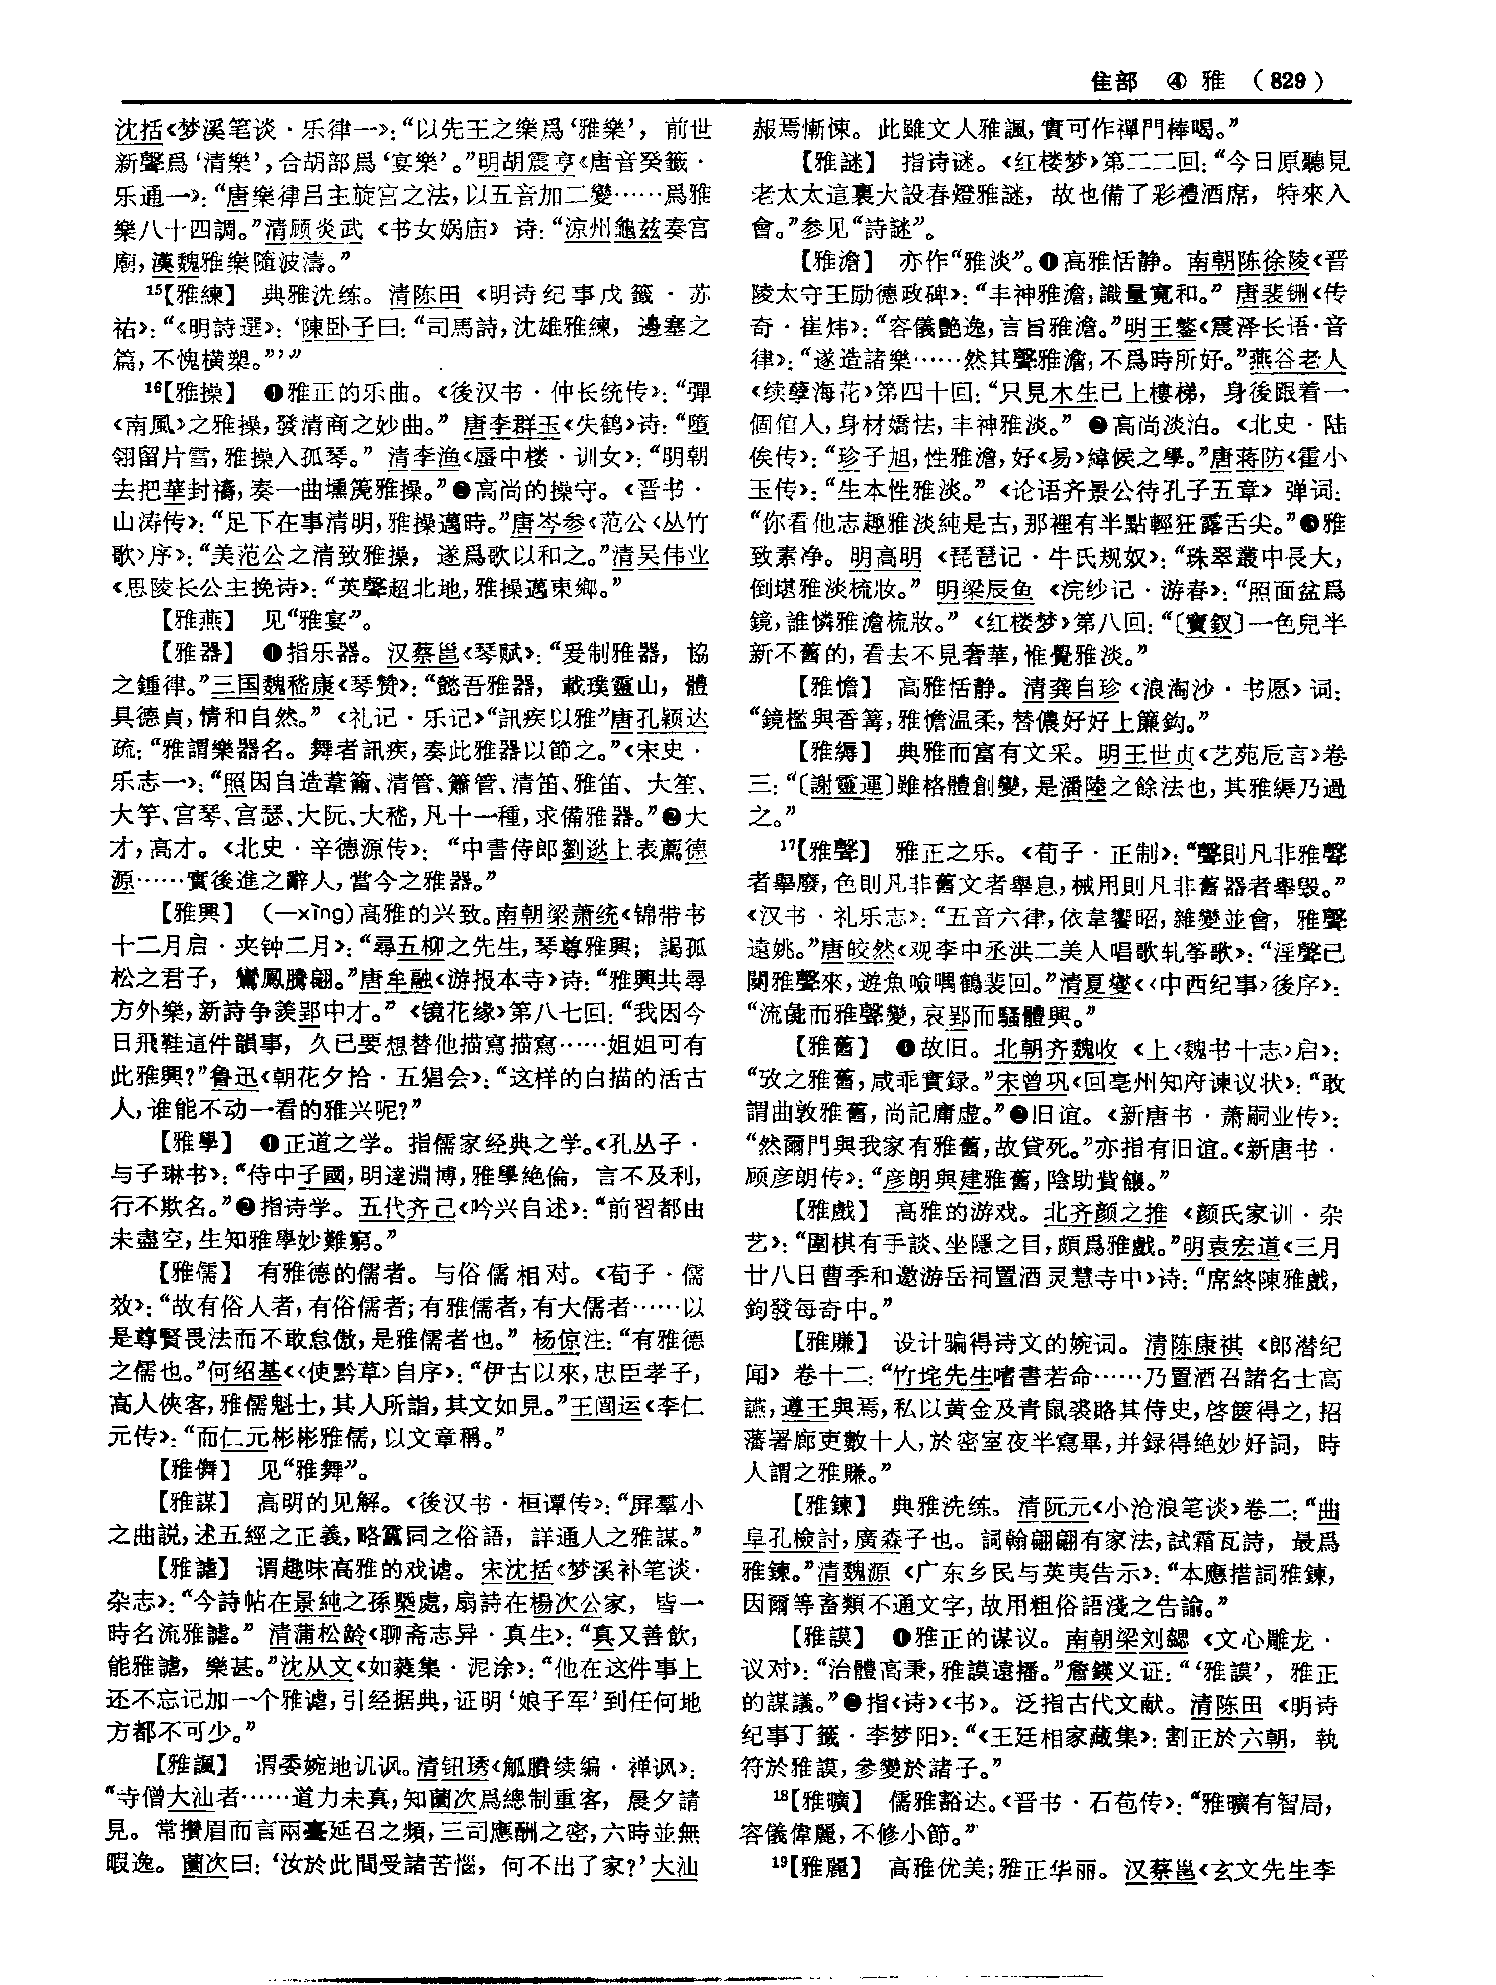 隹部 ④ 雅 （829）
沈括《梦溪笔谈·乐律一》：“以先王之樂爲‘雅樂’，前世
新聲爲‘清樂’，合胡部爲‘宴樂’。”明胡震亨《唐音癸籤·
乐通一》：“唐樂律吕主旋宫之法，以五音加二變……爲雅
樂八十四調。”清顾炎武《书女娲庙》诗：“涼州龜兹奏宫
廟，漢魏雅樂隨波濤。”
¹⁵【雅練】 典雅洗练。清陈田《明诗纪事戊籤·苏
祐》：“《明詩選》：‘陳卧子曰：“司馬詩，沈雄雅練，邊塞之
篇，不愧横槊。”’”
¹⁶【雅操】 ❶雅正的乐曲。《後汉书·仲长统传》：“彈
《南風》之雅操，發清商之妙曲。”唐李群玉《失鹤》诗：“墮
翎留片雪，雅操入孤琴。”清李渔《蜃中楼·训女》：“明朝
去把華封禱，奏一曲壎篪雅操。”❷高尚的操守。《晋书·
山涛传》：“足下在事清明，雅操邁時。”唐岑参《范公〈丛竹
歌〉序》：“美范公之清致雅操，遂爲歌以和之。”清吴伟业
《思陵长公主挽诗》：“英聲超北地，雅操邁東鄉。”
【雅燕】 见“雅宴”。
【雅器】 ❶指乐器。汉蔡邕《琴赋》：“爰制雅器，協
之鍾律。”三国魏嵇康《琴赞》：“懿吾雅器，載璞靈山，體
具德貞，情和自然。”《礼记·乐记》“訊疾以雅”唐孔颖达
疏：“雅謂樂器名。舞者訊疾，奏此雅器以節之。”《宋史·
乐志一》：“照因自造葦籥、清管、簫管、清笛、雅笛、大笙、
大竽、宫琴、宫瑟、大阮、大嵇，凡十一種，求備雅器。”❷大
才，高才。《北史·辛德源传》：“中書侍郎劉逖上表薦德
源……實後進之辭人，當今之雅器。”
【雅興】 （—xìng）高雅的兴致。南朝梁萧统《锦带书
十二月启·夹钟二月》：“尋五柳之先生，琴尊雅興；謁孤
松之君子，鸞鳳騰翮。”唐牟融《游报本寺》诗：“雅興共尋
方外樂，新詩争羨郢中才。”《镜花缘》第八七回：“我因今
日飛鞋這件韻事，久已要想替他描寫描寫……姐姐可有
此雅興？”鲁迅《朝花夕拾·五猖会》：“这样的白描的活古
人，谁能不动一看的雅兴呢？”
【雅學】 ❶正道之学。指儒家经典之学。《孔丛子·
与子琳书》：“侍中子國，明達淵博，雅學絶倫，言不及利，
行不欺名。”❷指诗学。五代齐己《吟兴自述》：“前習都由
未盡空，生知雅學妙難窮。”
【雅儒】 有雅德的儒者。与俗儒相对。《荀子·儒
效》：“故有俗人者，有俗儒者；有雅儒者，有大儒者……以
是尊賢畏法而不敢怠傲，是雅儒者也。”杨倞注：“有雅德
之儒也。”何绍基《〈使黔草〉自序》：“伊古以來，忠臣孝子，
高人俠客，雅儒魁士，其人所詣，其文如見。”王闿运《李仁
元传》：“而仁元彬彬雅儒，以文章稱。”
【雅儛】 见“雅舞”。
【雅謀】 高明的见解。《後汉书·桓谭传》：“屏羣小
之曲説，述五經之正義，略靁同之俗語，詳通人之雅謀。”
【雅謔】 谓趣味高雅的戏谑。宋沈括《梦溪补笔谈·
杂志》：“今詩帖在景純之孫槩處，扇詩在楊次公家，皆一
時名流雅謔。”清蒲松龄《聊斋志异·真生》：“真又善飲，
能雅謔，樂甚。”沈从文《如蕤集·泥涂》：“他在这件事上
还不忘记加一个雅谑，引经据典，证明‘娘子军’到任何地
方都不可少。”
【雅諷】 谓委婉地讥讽。清钮琇《觚賸续编·禅讽》：
“寺僧大汕者……道力未真，知薗次爲總制重客，晨夕請
見。常攢眉而言兩臺延召之頻，三司應酬之密，六時並無
暇逸。薗次曰：‘汝於此間受諸苦惱，何不出了家？’大汕
赧焉慚悚。此雖文人雅諷，實可作禪門棒喝。”
【雅謎】 指诗谜。《红楼梦》第二二回：“今日原聽見
老太太這裏大設春燈雅謎，故也備了彩禮酒席，特來入
會。”参见“詩謎”。
【雅澹】 亦作“雅淡”。❶高雅恬静。南朝陈徐陵《晋
陵太守王励德政碑》：“丰神雅澹，識量寬和。”唐裴铏《传
奇·崔炜》：“容儀艷逸，言旨雅澹。”明王鏊《震泽长语·音
律》：“遂造諸樂……然其聲雅澹，不爲時所好。”燕谷老人
《续孽海花》第四十回：“只見木生已上樓梯，身後跟着一
個倌人，身材嬌怯，丰神雅淡。”❷高尚淡泊。《北史·陆
俟传》：“珍子旭，性雅澹，好《易》緯候之學。”唐蒋防《霍小
玉传》：“生本性雅淡。”《论语齐景公待孔子五章》弹词：
“你看他志趣雅淡純是古，那裡有半點輕狂露舌尖。”❸雅
致素净。明高明《琵琶记·牛氏规奴》：“珠翠叢中長大，
倒堪雅淡梳妝。”明梁辰鱼《浣纱记·游春》：“照面盆爲
鏡，誰憐雅澹梳妝。”《红楼梦》第八回：“〔寶釵〕一色兒半
新不舊的，看去不見奢華，惟覺雅淡。”
【雅憺】 高雅恬静。清龚自珍《浪淘沙·书愿》词：
“鏡檻與香篝，雅憺温柔，替儂好好上簾鈎。”
【雅縟】 典雅而富有文采。明王世贞《艺苑卮言》卷
三：“〔謝靈運〕雖格體創變，是潘陸之餘法也，其雅縟乃過
之。”
¹⁷【雅聲】 雅正之乐。《荀子·正制》：“聲則凡非雅聲
者舉廢，色則凡非舊文者舉息，械用則凡非舊器者舉毁。”
《汉书·礼乐志》：“五音六律，依韋饗昭，雜變並會，雅聲
遠姚。”唐皎然《观李中丞洪二美人唱歌轧筝歌》：“淫聲已
闋雅聲來，遊魚噞喁鶴裴回。”清夏燮《〈中西纪事〉後序》：
“流彘而雅聲變，哀郢而騷體興。”
【雅舊】 ❶故旧。北朝齐魏收《上〈魏书十志〉启》：
“攷之雅舊，咸乖實録。”宋曾巩《回亳州知府谏议状》：“敢
謂曲敦雅舊，尚記庸虚。”❷旧谊。《新唐书·萧嗣业传》：
“然爾門與我家有雅舊，故貸死。”亦指有旧谊。《新唐书·
顾彦朗传》：“彦朗與建雅舊，陰助貲饟。”
【雅戲】 高雅的游戏。北齐颜之推《颜氏家训·杂
艺》：“圍棋有手談、坐隱之目，頗爲雅戲。”明袁宏道《三月
廿八日曹季和邀游岳祠置酒灵慧寺中》诗：“席終陳雅戲，
鉤發每奇中。”
【雅賺】 设计骗得诗文的婉词。清陈康祺《郎潜纪
闻》卷十二：“竹垞先生嗜書若命……乃置酒召諸名士高
讌，遵王與焉，私以黄金及青鼠裘賂其侍史，啓篋得之，招
藩署廊吏數十人，於密室夜半寫畢，并録得绝妙好詞，時
人謂之雅賺。”
【雅鍊】 典雅洗练。清阮元《小沧浪笔谈》卷二：“曲
阜孔檢討，廣森子也。詞翰翩翩有家法，試霜瓦詩，最爲
雅鍊。”清魏源《广东乡民与英夷告示》：“本應措詞雅鍊，
因爾等畜類不通文字，故用粗俗語淺之告諭。”
【雅謨】 ❶雅正的谋议。南朝梁刘勰《文心雕龙·
议对》：“治體高秉，雅謨遠播。”詹鍈义证：“‘雅謨’，雅正
的謀議。”❷指《诗》《书》。泛指古代文献。清陈田《明诗
纪事丁籤·李梦阳》：“《王廷相家藏集》：割正於六朝，執
符於雅謨，參變於諸子。”
¹⁸【雅曠】 儒雅豁达。《晋书·石苞传》：“雅曠有智局，
容儀偉麗，不修小節。”
¹⁹【雅麗】 高雅优美；雅正华丽。汉蔡邕《玄文先生李